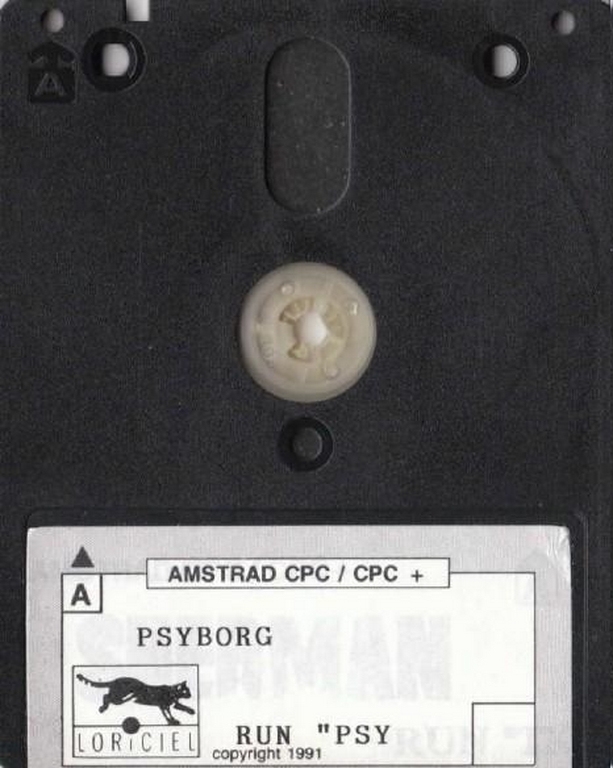 A
AMSTRAD CPC / CPC +
A
PSYBORG
LORICIEL
RUN "PSY
copyright 1991